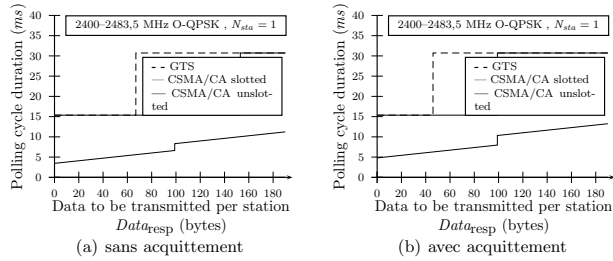 2400–2483,5 MHz O-QPSK , Nsta = 1
Polling cycle duration (ms)
40
35
30
25
20
15
10
5
0
GTS
CSMA/CA slotted
CSMA/CA unslot-
ted
0 20 40 60 80 100 120 140 160 180
Data to be transmitted per station
Dataresp (bytes)
(a) sans acquittement
2400–2483,5 MHz O-QPSK , Nsta = 1
Polling cycle duration (ms)
40
35
30
25
20
15
10
5
0
GTS
CSMA/CA slotted
CSMA/CA unslot-
ted
0 20 40 60 80 100 120 140 160 180
Data to be transmitted per station
Dataresp (bytes)
(b) avec acquittement